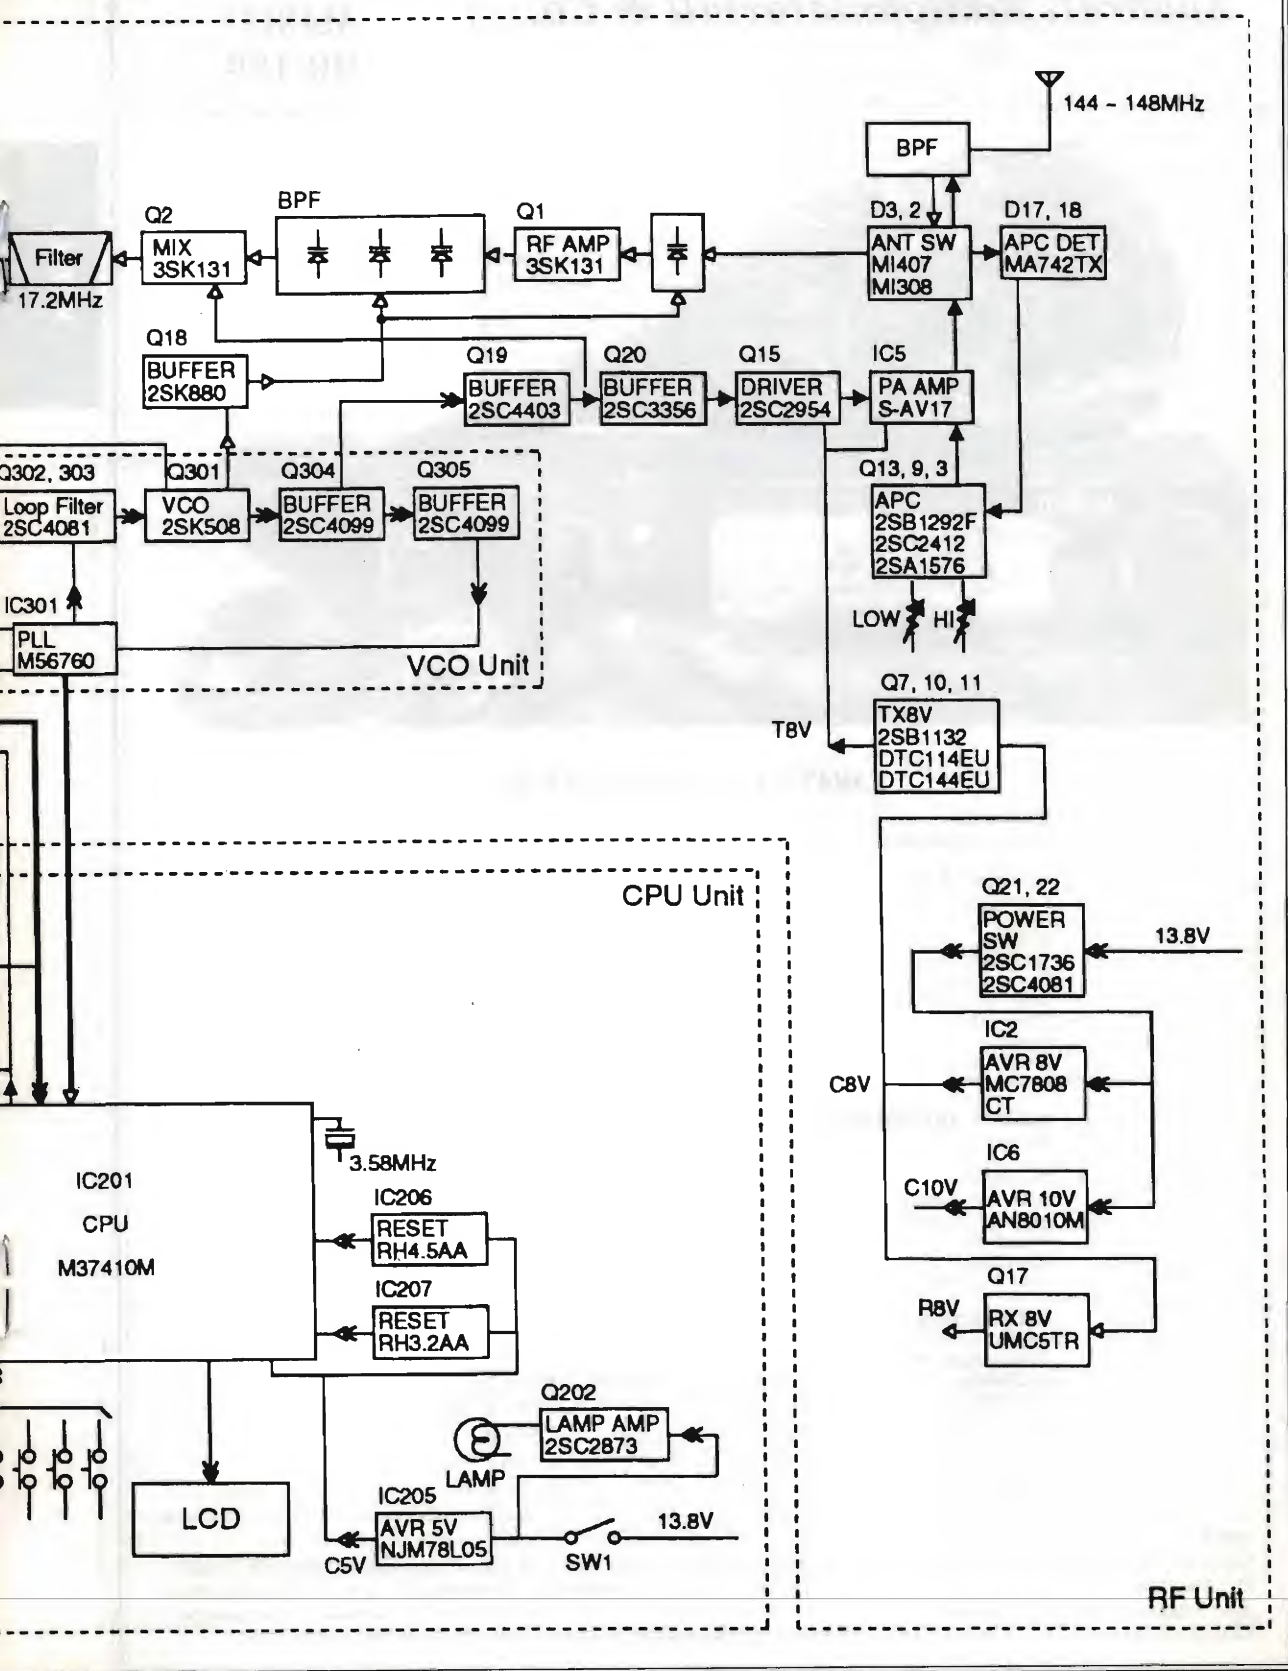 144 - 148MHz
BPF
BPF
Q2
Q1
D3, 2
D17, 18
Filter
MIX
3SK131
RF AMP
3SK131
ANT SW
MI407
MI308
APC DET
MA742TX
17.2MHz
Q18
BUFFER
2SK880
Q19
BUFFER
2SC4403
Q20
BUFFER
2SC3356
Q15
DRIVER
2SC2954
IC5
PA AMP
S-AV17
Q302, 303
Loop Filter
2SC4081
Q301
VCO
2SK508
Q304
BUFFER
2SC4099
Q305
BUFFER
2SC4099
Q13, 9, 3
APC
2SB1292F
2SC2412
2SA1576
LOW
HI
IC301
PLL
M56760
VCO Unit
Q7, 10, 11
TX8V
2SB1132
DTC114EU
DTC144EU
T8V
CPU Unit
Q21, 22
POWER
SW
2SC1736
2SC4081
13.8V
IC2
AVR 8V
MC7808
CT
C8V
IC6
AVR 10V
AN8010M
C10V
Q17
RX 8V
UMC5TR
R8V
IC201
CPU
M37410M
3.58MHz
IC206
RESET
RH4.5AA
IC207
RESET
RH3.2AA
Q202
LAMP AMP
2SC2873
LAMP
LCD
IC205
AVR 5V
NJM78L05
C5V
SW1
13.8V
RF Unit